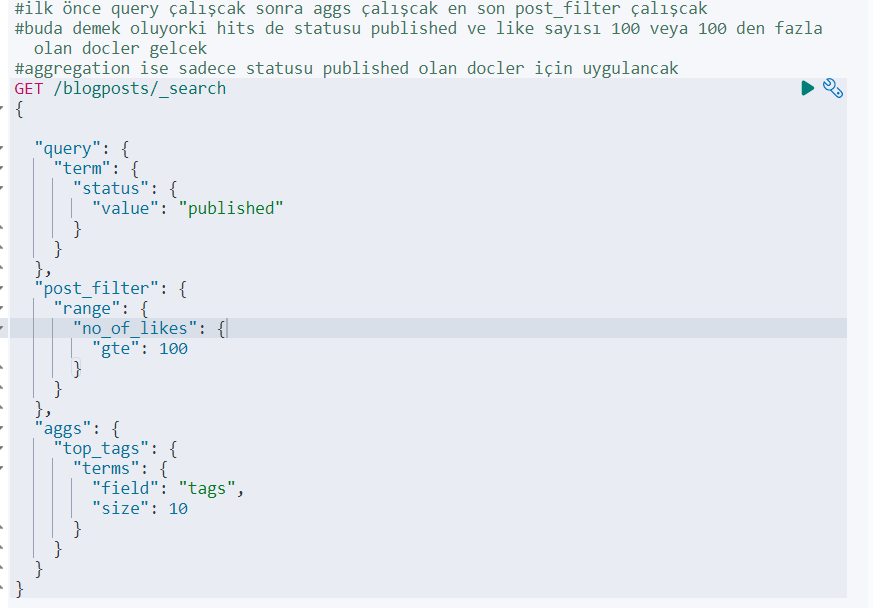 #ilk önce query çalışcak sonra aggs çalışcak en son post_filter çalışcak
#buda demek oluyorki hits de statusu published ve like sayısı 100 veya 100 den fazla
olan docler gelcek
#aggregation ise sadece statusu published olan docler için uygulancak
GET /blogposts/_search
{
"query": {
"term": {
"status": {
"value": "published"
}
}
},
"post_filter": {
"range": {
"no_of_likes": {
"gte": 100
}
}
},
"aggs": {
"top_tags": {
"terms": {
"field": "tags",
"size": 10
}
}
}
}